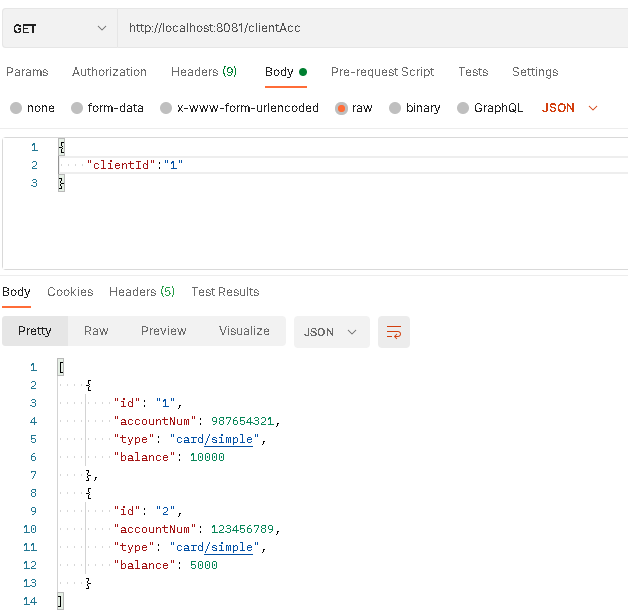 GET http://localhost:8081/clientAcc
Params Authorization Headers (9) Body Pre-request Script Tests Settings
none form-data x-www-form-urlencoded raw binary GraphQL JSON
1 {
2 "clientId":"1"
3 }
Body Cookies Headers (5) Test Results
Pretty Raw Preview Visualize JSON
1 [
2 {
3 "id": "1",
4 "accountNum": 987654321,
5 "type": "card/simple",
6 "balance": 10000
7 },
8 {
9 "id": "2",
10 "accountNum": 123456789,
11 "type": "card/simple",
12 "balance": 5000
13 }
14 ]